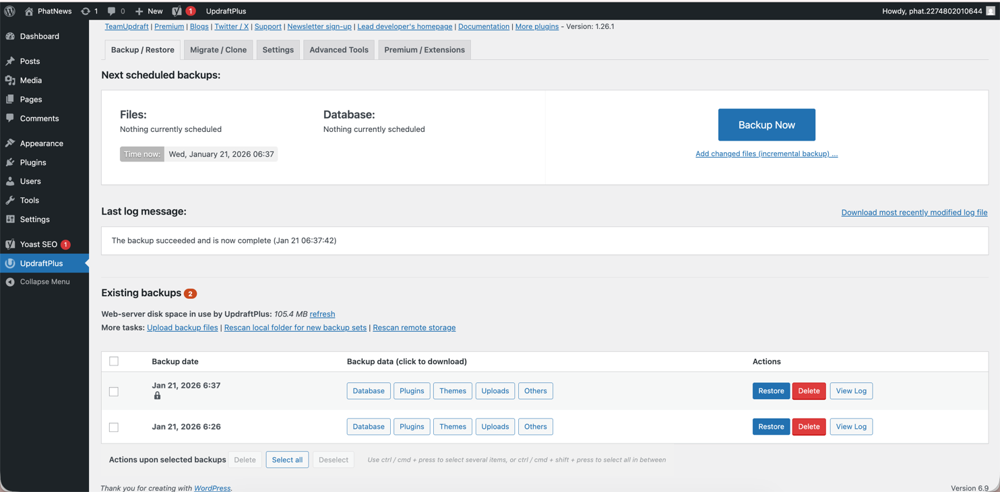 PhatNews 1 0 New 1 UpdraftPlus Howdy, phat.2274802010644
Dashboard
Posts
Media
Pages
Comments
Appearance
Plugins
Users
Tools
Settings
Yoast SEO 1
UpdraftPlus
Collapse Menu
TeamUpdraft | Premium | Blogs | Twitter / X | Support | Newsletter sign-up | Lead developer's homepage | Documentation | More plugins - Version: 1.26.1
Backup / Restore Migrate / Clone Settings Advanced Tools Premium / Extensions
Next scheduled backups:
Files: Database:
Nothing currently scheduled Nothing currently scheduled
Time now: Wed, January 21, 2026 06:37
Backup Now
Add changed files (incremental backup) ...
Last log message: Download most recently modified log file
The backup succeeded and is now complete (Jan 21 06:37:42)
Existing backups 2
Web-server disk space in use by UpdraftPlus: 105.4 MB refresh
More tasks: Upload backup files | Rescan local folder for new backup sets | Rescan remote storage
Backup date Backup data (click to download) Actions
Jan 21, 2026 6:37 Database Plugins Themes Uploads Others Restore Delete View Log
Jan 21, 2026 6:26 Database Plugins Themes Uploads Others Restore Delete View Log
Actions upon selected backups Delete Select all Deselect Use ctrl / cmd + press to select several items, or ctrl / cmd + shift + press to select all in between
Thank you for creating with WordPress. Version 6.9